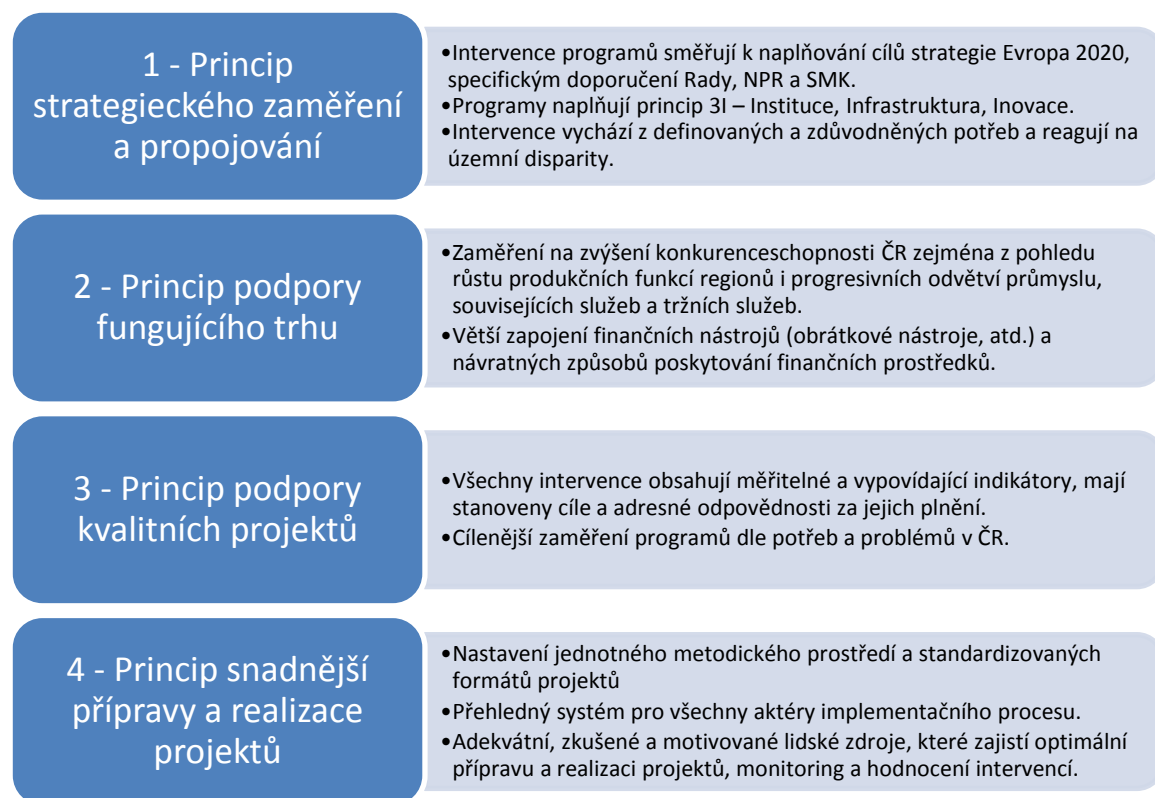 1 - Princip
strategieckého zaměření
a propojování
•Intervence programů směřují k naplňování cílů strategie Evropa 2020,
specifickým doporučení Rady, NPR a SMK.
•Programy naplňují princip 3I – Instituce, Infrastruktura, Inovace.
•Intervence vychází z definovaných a zdůvodněných potřeb a reagují na
územní disparity.
2 - Princip podpory
fungujícího trhu
•Zaměření na zvýšení konkurenceschopnosti ČR zejména z pohledu
růstu produkčních funkcí regionů i progresivních odvětví průmyslu,
souvisejících služeb a tržních služeb.
•Větší zapojení finančních nástrojů (obrátkové nástroje, atd.) a
návratných způsobů poskytování finančních prostředků.
3 - Princip podpory
kvalitních projektů
•Všechny intervence obsahují měřitelné a vypovídající indikátory, mají
stanoveny cíle a adresné odpovědnosti za jejich plnění.
•Cílenější zaměření programů dle potřeb a problémů v ČR.
4 - Princip snadnější
přípravy a realizace
projektů
•Nastavení jednotného metodického prostředí a standardizovaných
formátů projektů
•Přehledný systém pro všechny aktéry implementačního procesu.
•Adekvátní, zkušené a motivované lidské zdroje, které zajistí optimální
přípravu a realizaci projektů, monitoring a hodnocení intervencí.